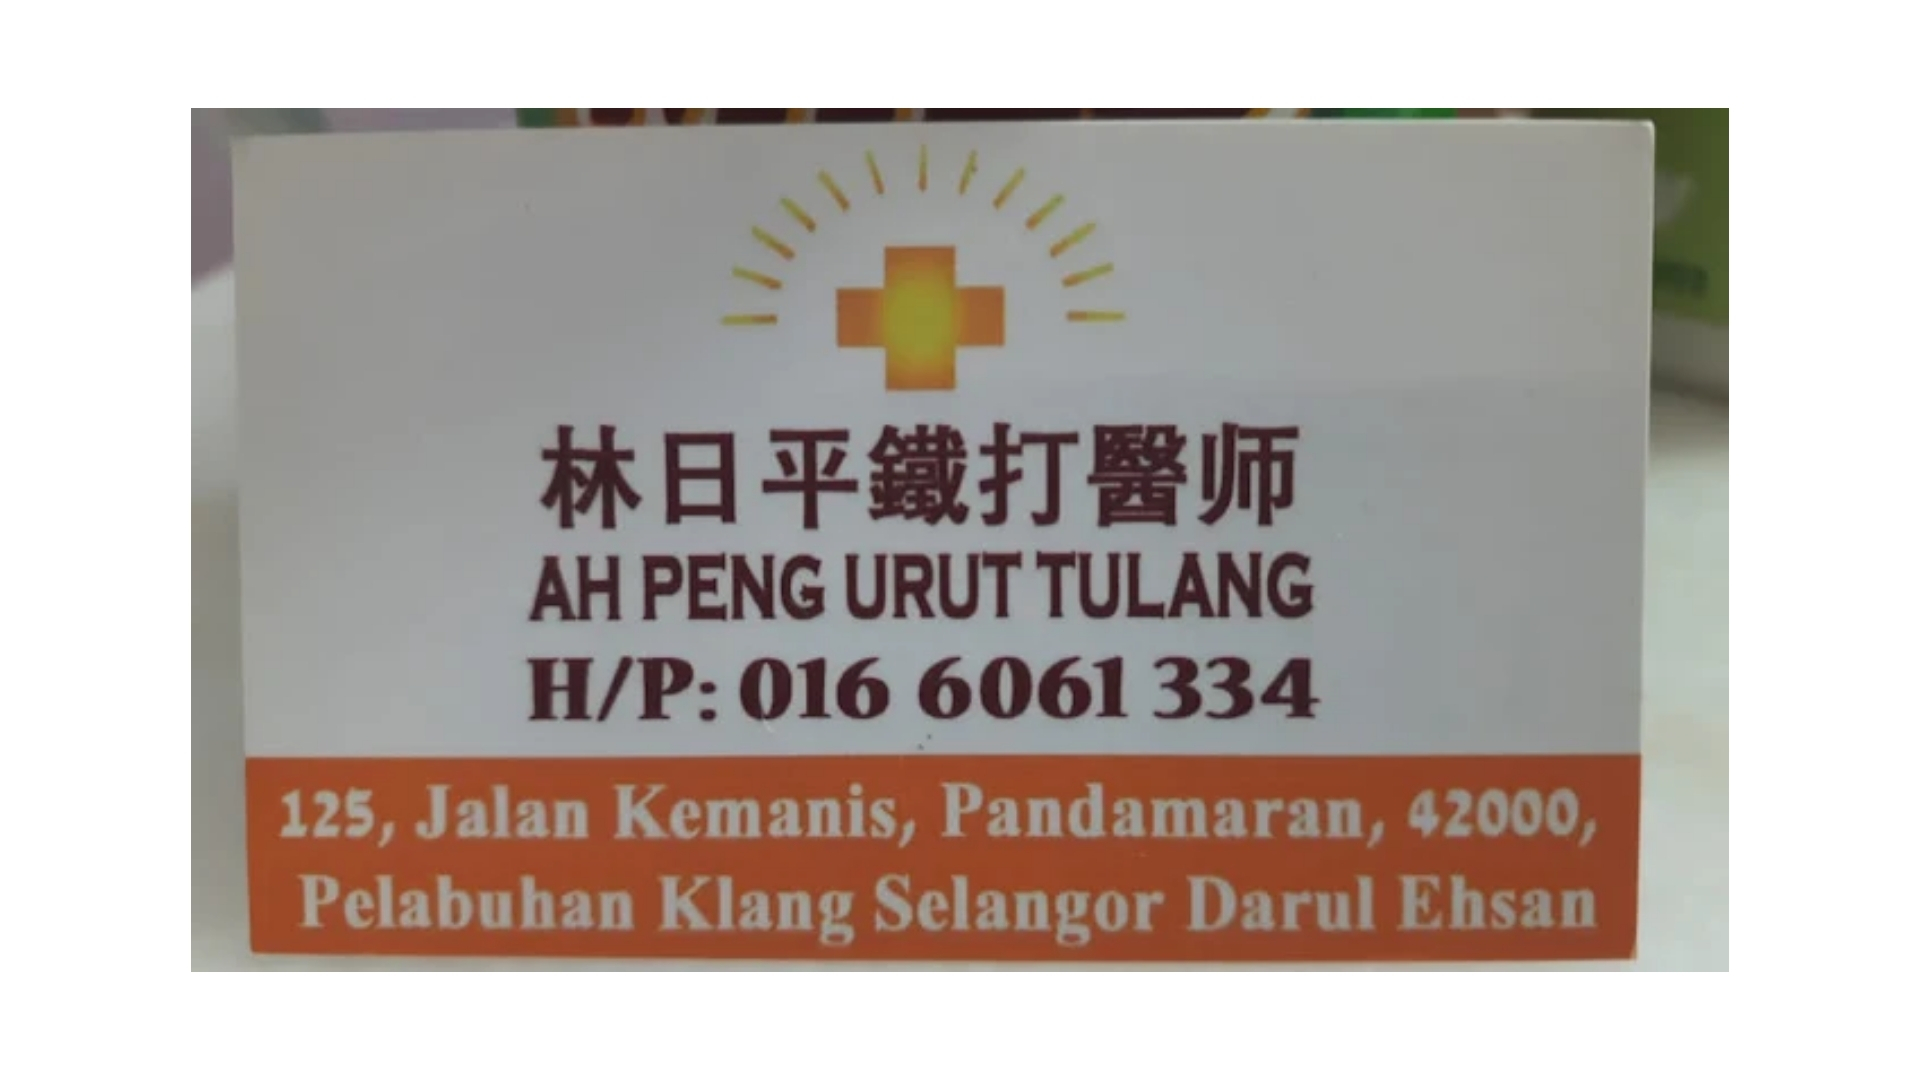 林日平鐵打醫师
AH PENG URUT TULANG
H/P: 016 6061 334
125, Jalan Kemanis, Pandamaran, 42000,
Pelabuhan Klang Selangor Darul Ehsan